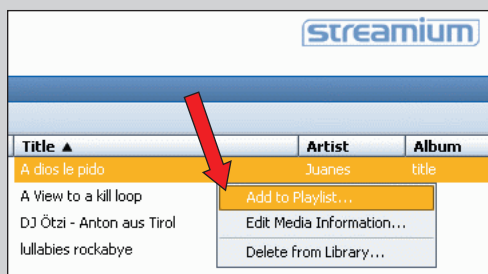 streamium
Title ▲ Artist Album
A dios le pido Juanes title
A View to a kill loop Add to Playlist...
DJ Ötzi - Anton aus Tirol Edit Media Information...
lullabies rockabye Delete from Library...